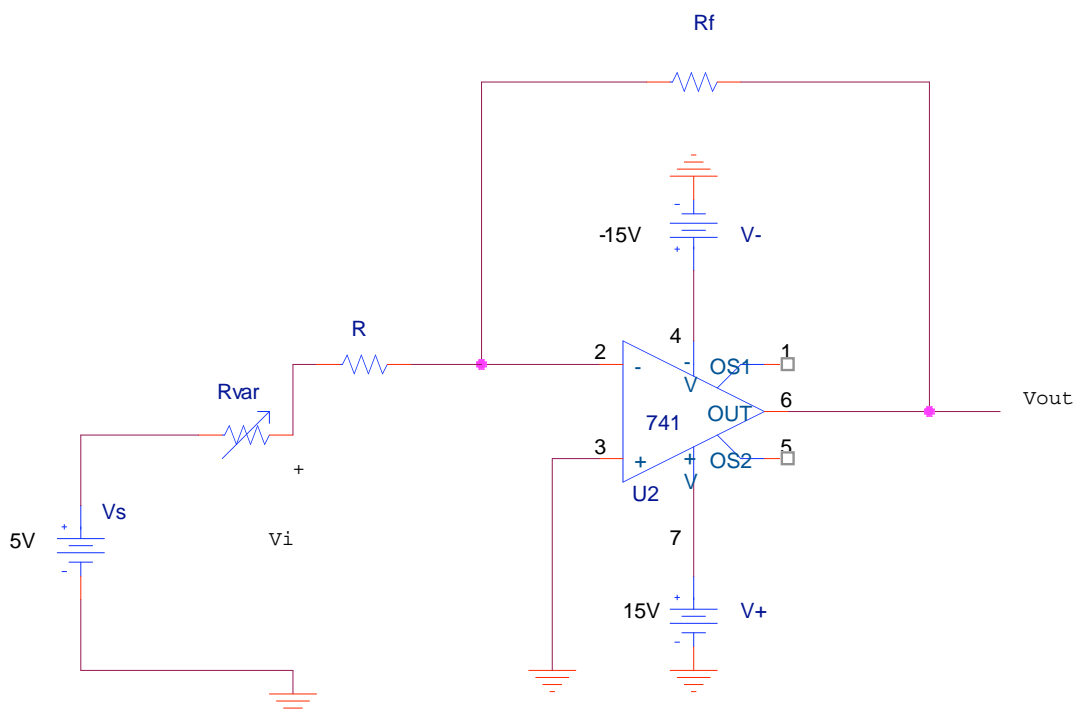 Rf
-15V
V-
R
4
2
-
1
OS1
V
Rvar
6
Vout
OUT
741
3
+
+
OS2
5
+
V
U2
Vs
+
5V
Vi
-
7
+
15V
V+
-
-
+